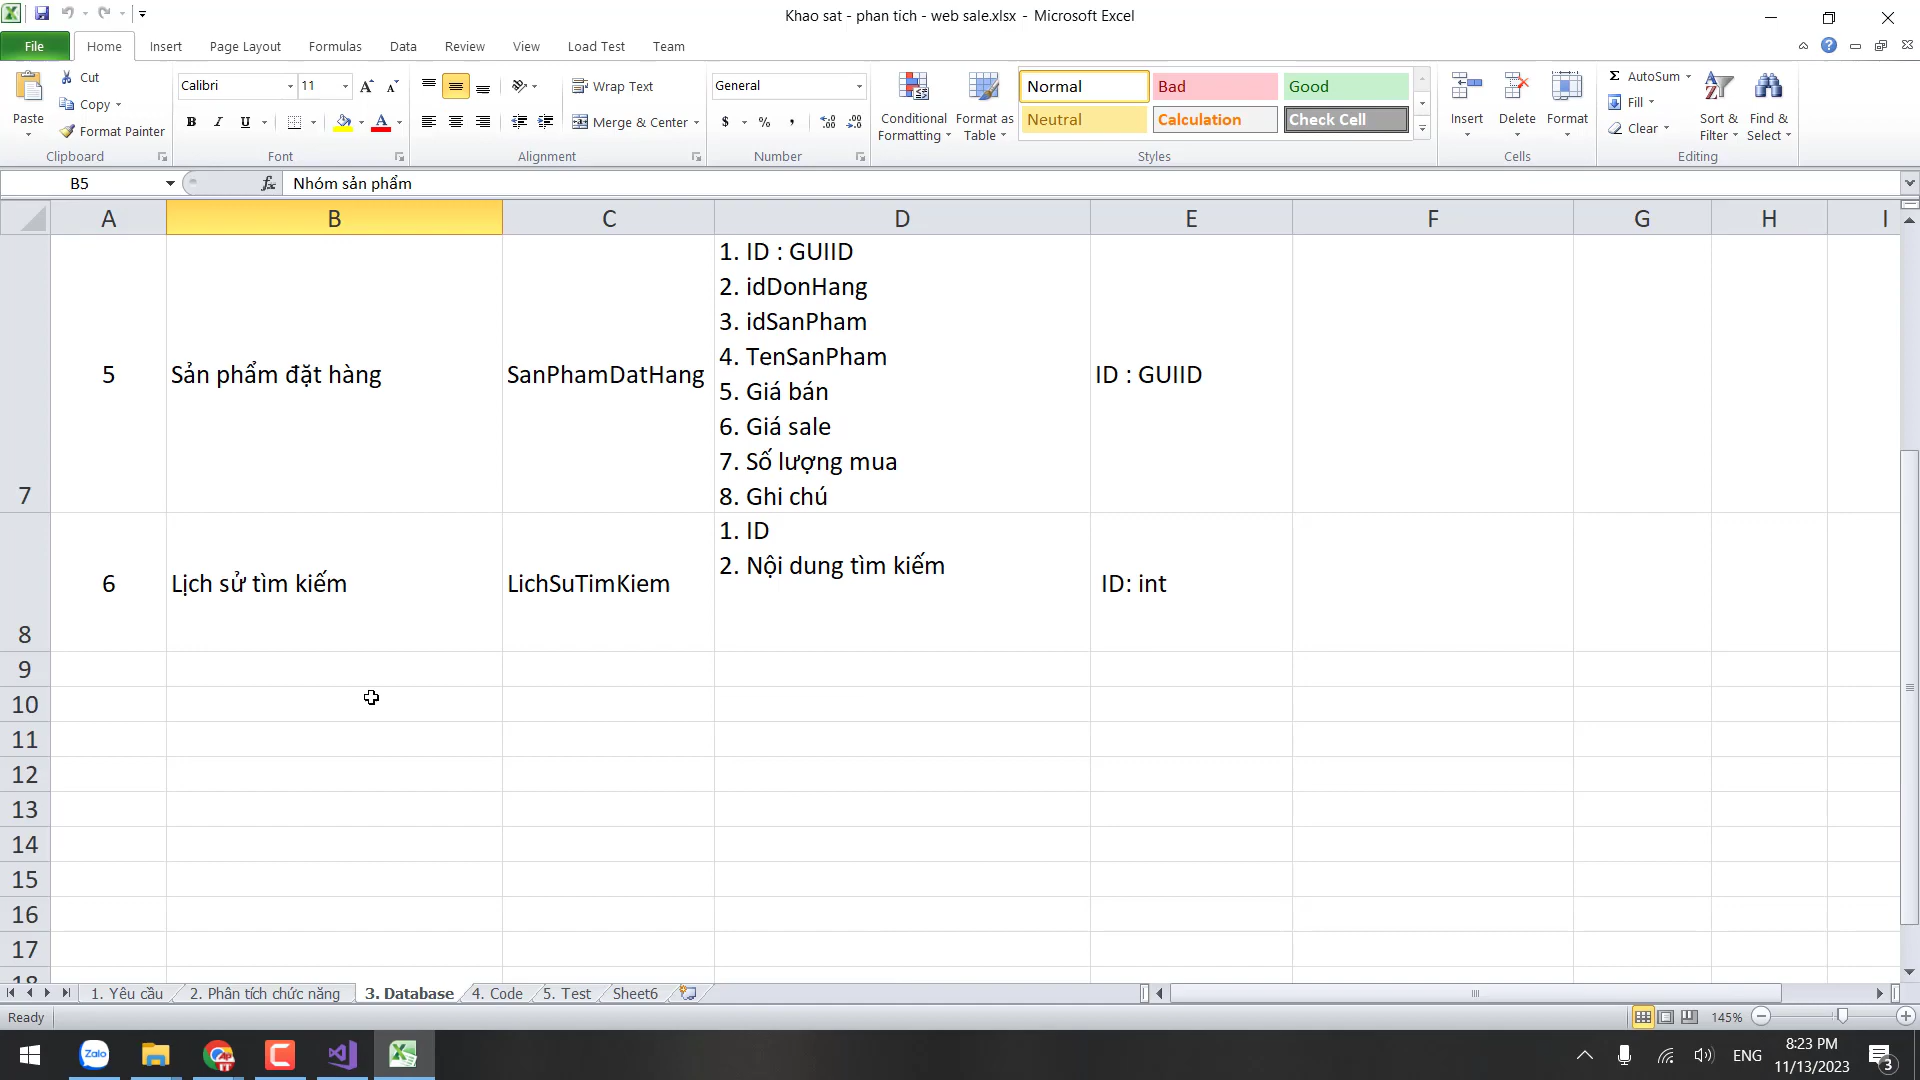 Khao sat - phan tich - web sale.xlsx - Microsoft Excel
File Home Insert Page Layout Formulas Data Review View Load Test Team
Paste
Cut
Copy
Format Painter
Clipboard
Calibri 11
B I U A
Font
Wrap Text
Merge & Center
Alignment
General
$ % ,
Number
Conditional Formatting
Format as Table
Normal Bad Good
Neutral Calculation Check Cell
Styles
Insert Delete Format
Cells
Σ AutoSum
Fill
Clear
Sort & Filter
Find & Select
Editing
B5 fx Nhóm sản phẩm
A B C D E F G H I
7
5
Sản phẩm đặt hàng
SanPhamDatHang
1. ID : GUIID
2. idDonHang
3. idSanPham
4. TenSanPham
5. Giá bán
6. Giá sale
7. Số lượng mua
8. Ghi chú
ID : GUIID
8
6
Lịch sử tìm kiếm
LichSuTimKiem
1. ID
2. Nội dung tìm kiếm
ID: int
9
10
11
12
13
14
15
16
17
18
1. Yêu cầu 2. Phân tích chức năng 3. Database 4. Code 5. Test Sheet6
Ready 145%
Zalo
ENG
8:23 PM
11/13/2023
3